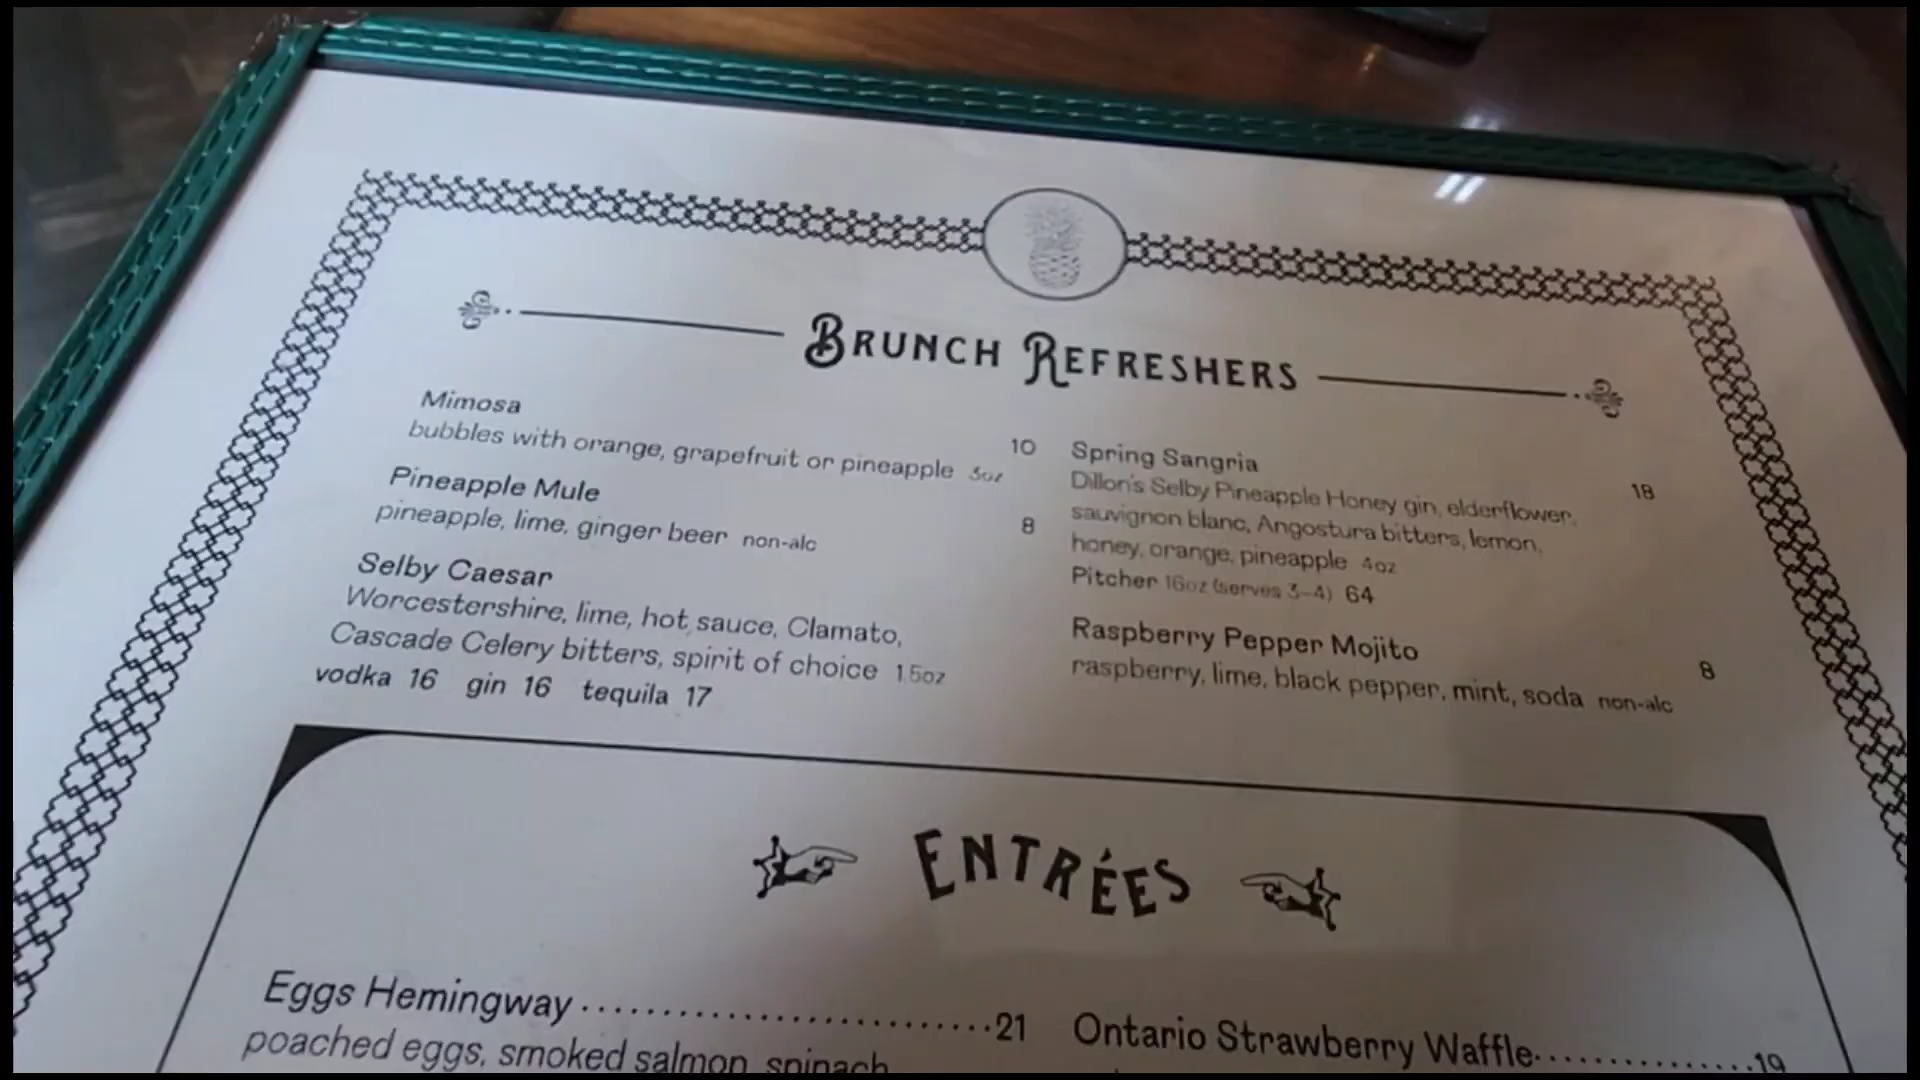 BRUNCH REFRESHERS
Mimosa
bubbles with orange, grapefruit or pineapple 3oz 10
Pineapple Mule
pineapple, lime, ginger beer non-alc 8
Selby Caesar
Worcestershire, lime, hot sauce, Clamato,
Cascade Celery bitters, spirit of choice 1.5oz
vodka 16 gin 16 tequila 17
Spring Sangria 18
Dillon's Selby Pineapple Honey gin, elderflower,
sauvignon blanc, Angostura bitters, lemon,
honey, orange, pineapple 4oz
Pitcher 16oz (serves 3-4) 64
Raspberry Pepper Mojito 8
raspberry, lime, black pepper, mint, soda non-alc
ENTRÉES
Eggs Hemingway 21
poached eggs, smoked salmon, spinach
Ontario Strawberry Waffle 19